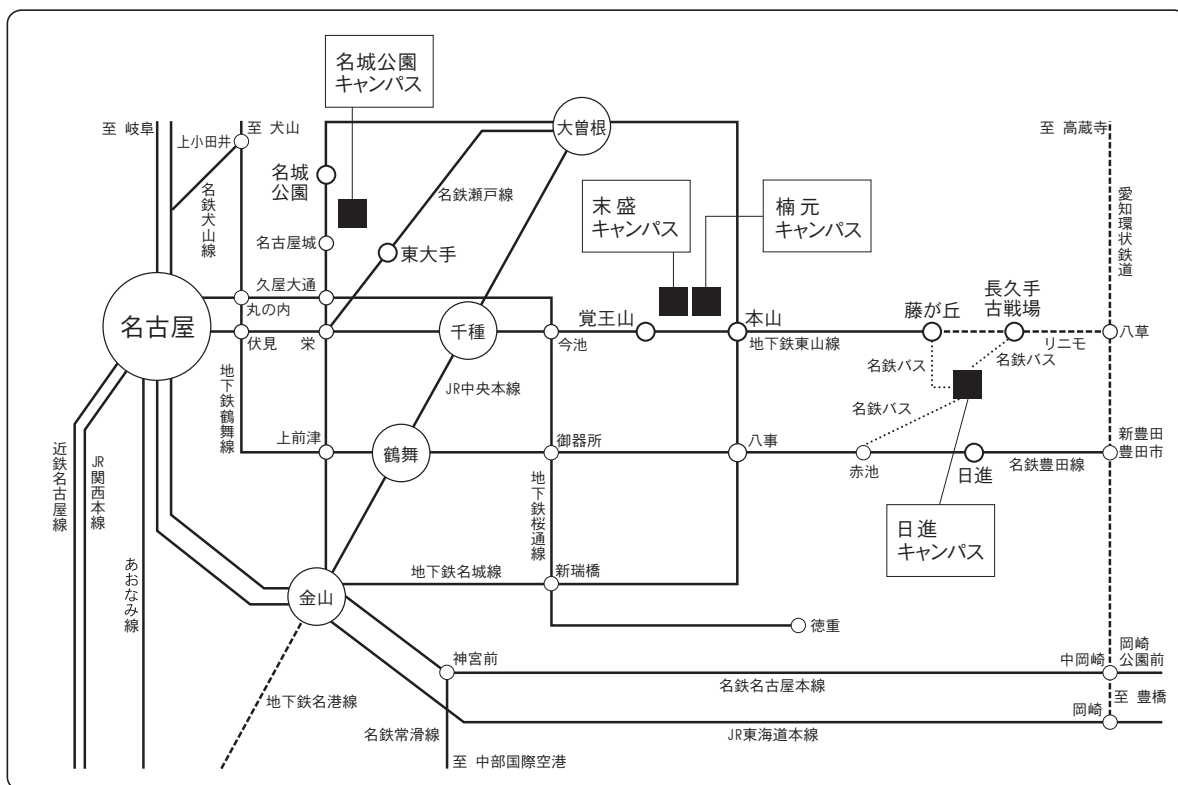 名城公園
キャンパス
大曽根
至 岐阜
至 犬山
至 高蔵寺
上小田井
名城
公園
名鉄瀬戸線
末盛
キャンパス
楠元
キャンパス
名鉄犬山線
愛知環状鉄道
名古屋城
東大手
久屋大通
丸の内
名古屋
千種
覚王山
本山
藤が丘
長久手
古戦場
伏見
栄
今池
地下鉄東山線
リニモ
八草
名鉄バス
名鉄バス
JR中央本線
名鉄バス
地下鉄鶴舞線
上前津
鶴舞
御器所
八事
赤池
日進
名鉄豊田線
新豊田
豊田市
近鉄名古屋線
JR関西本線
地下鉄桜通線
日進
キャンパス
あおなみ線
地下鉄名城線
新瑞橋
金山
徳重
神宮前
中岡崎
岡崎
公園前
地下鉄名港線
名鉄名古屋本線
至 豊橋
岡崎
名鉄常滑線
JR東海道本線
至 中部国際空港